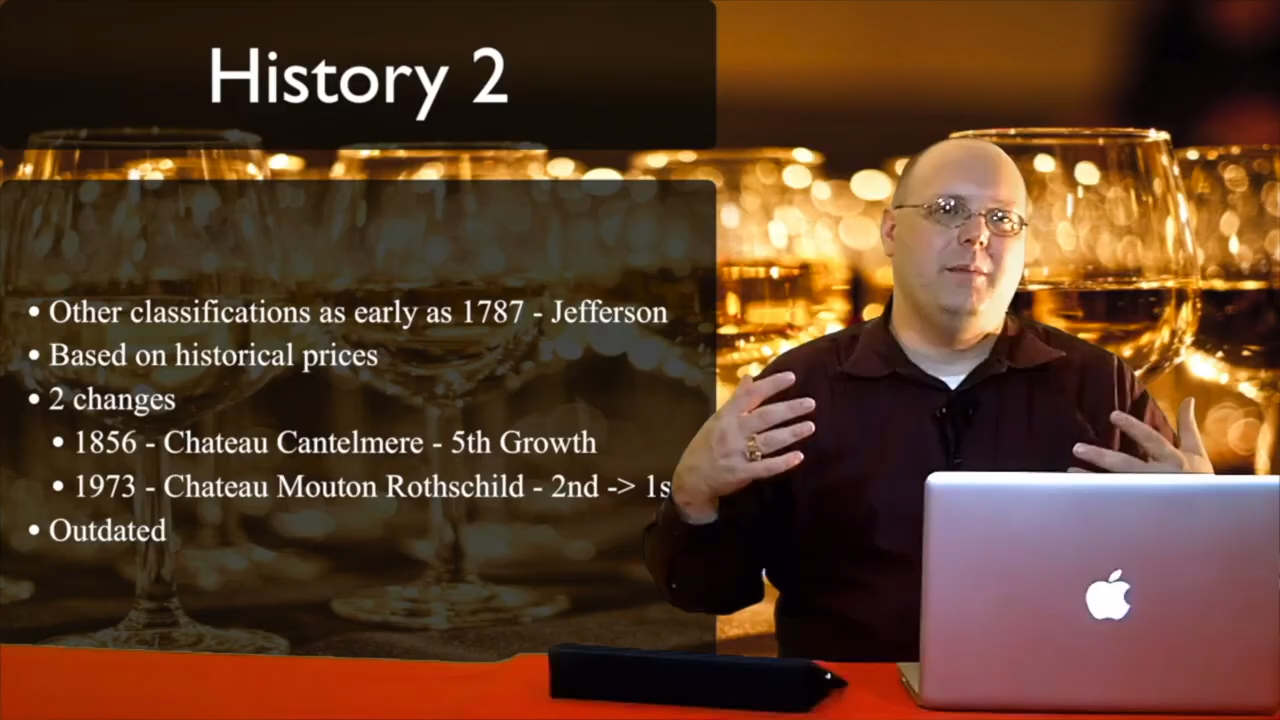 History 2
• Other classifications as early as 1787 - Jefferson
• Based on historical prices
• 2 changes
• 1856 - Chateau Cantelmere - 5th Growth
• 1973 - Chateau Mouton Rothschild - 2nd -> 1s
• Outdated